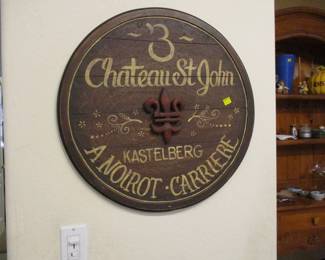 3
Chateau St John
KASTELBERG
A NOIROT · CARRIERE